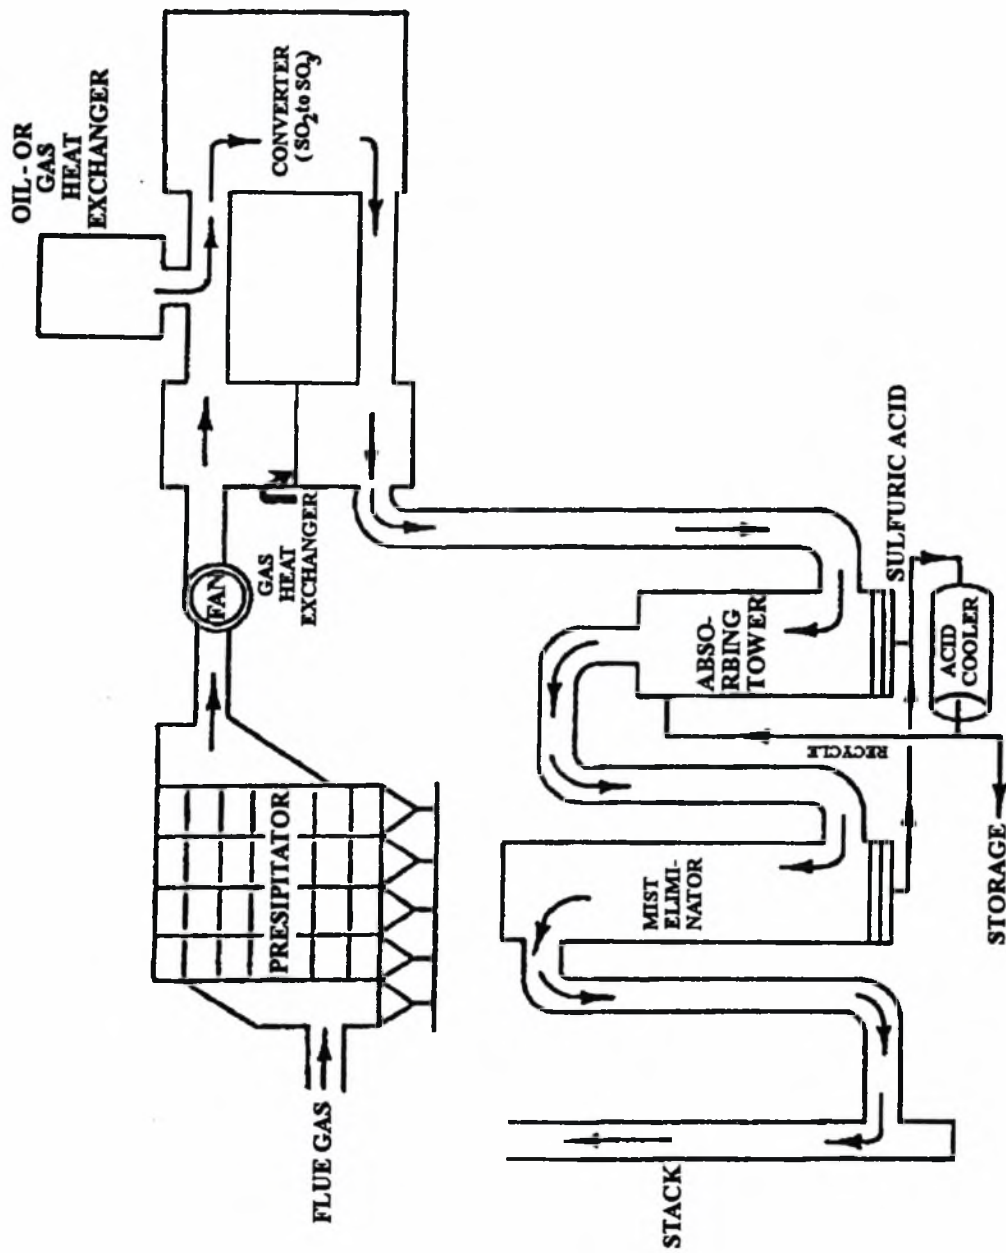 OIL - OR
GAS
HEAT
EXCHANGER
CONVERTER
(SO2 to SO3)
FAN
GAS
HEAT
EXCHANGER
PRESIPITATOR
FLUE GAS
ABSO-
RBING
TOWER
SULFURIC ACID
ACID
COOLER
RECYCLE
MIST
ELIMI-
NATOR
STORAGE
STACK